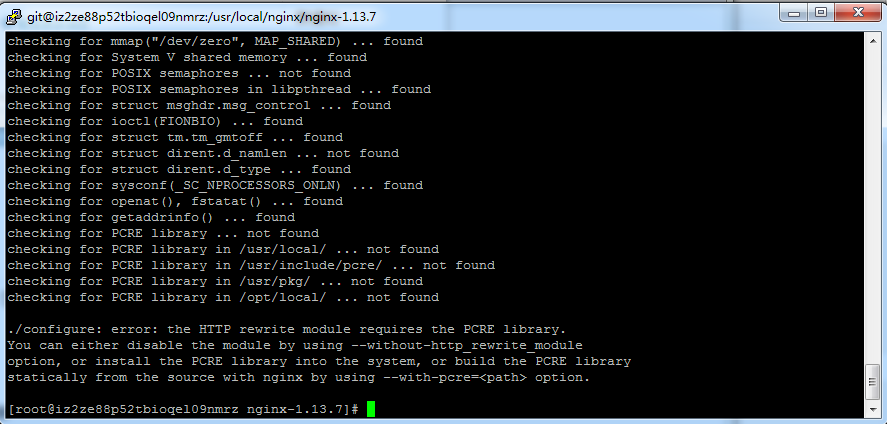 git@iz2ze88p52tbioqel09nmrz:/usr/local/nginx/nginx-1.13.7
checking for mmap("/dev/zero", MAP_SHARED) ... found
checking for System V shared memory ... found
checking for POSIX semaphores ... not found
checking for POSIX semaphores in libpthread ... found
checking for struct msghdr.msg_control ... found
checking for ioctl(FIONBIO) ... found
checking for struct tm.tm_gmtoff ... found
checking for struct dirent.d_namlen ... not found
checking for struct dirent.d_type ... found
checking for sysconf(_SC_NPROCESSORS_ONLN) ... found
checking for openat(), fstatat() ... found
checking for getaddrinfo() ... found
checking for PCRE library ... not found
checking for PCRE library in /usr/local/ ... not found
checking for PCRE library in /usr/include/pcre/ ... not found
checking for PCRE library in /usr/pkg/ ... not found
checking for PCRE library in /opt/local/ ... not found
./configure: error: the HTTP rewrite module requires the PCRE library.
You can either disable the module by using --without-http_rewrite_module
option, or install the PCRE library into the system, or build the PCRE library
statically from the source with nginx by using --with-pcre=<path> option.
[root@iz2ze88p52tbioqel09nmrz nginx-1.13.7]#